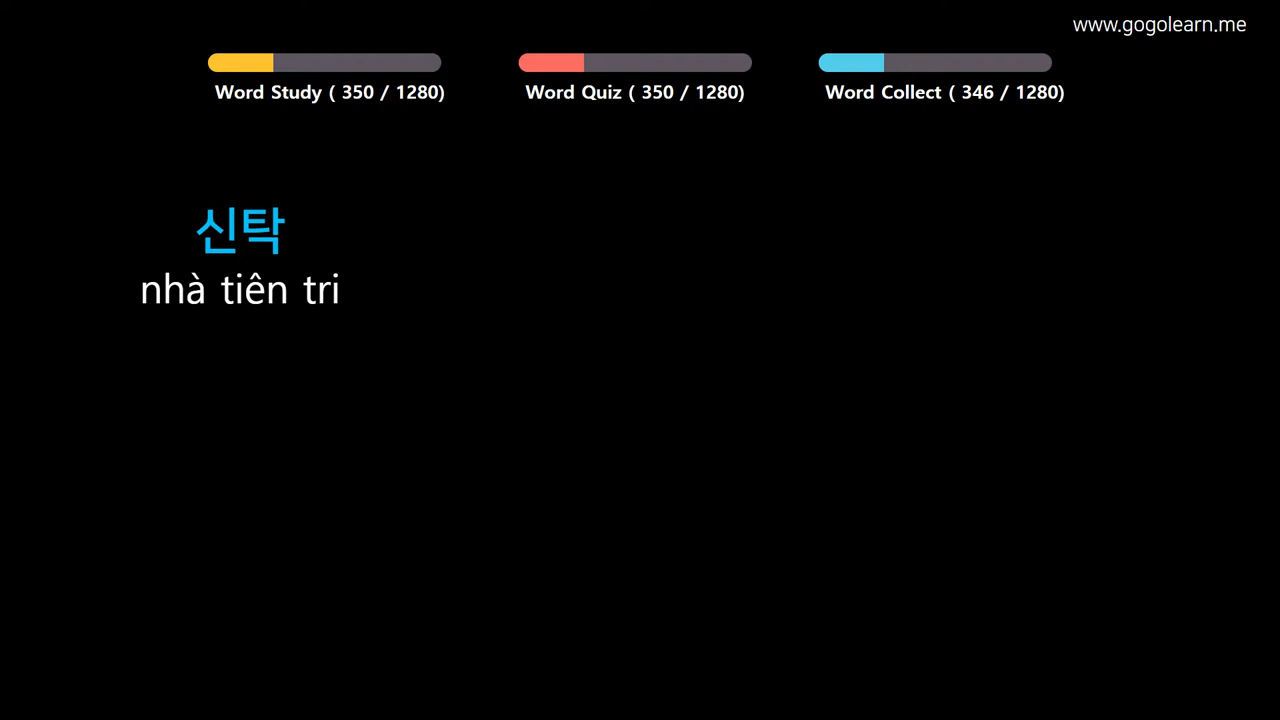 www.gogolearn.me
Word Study ( 350 / 1280)
Word Quiz ( 350 / 1280)
Word Collect ( 346 / 1280)
신탁
nhà tiên tri